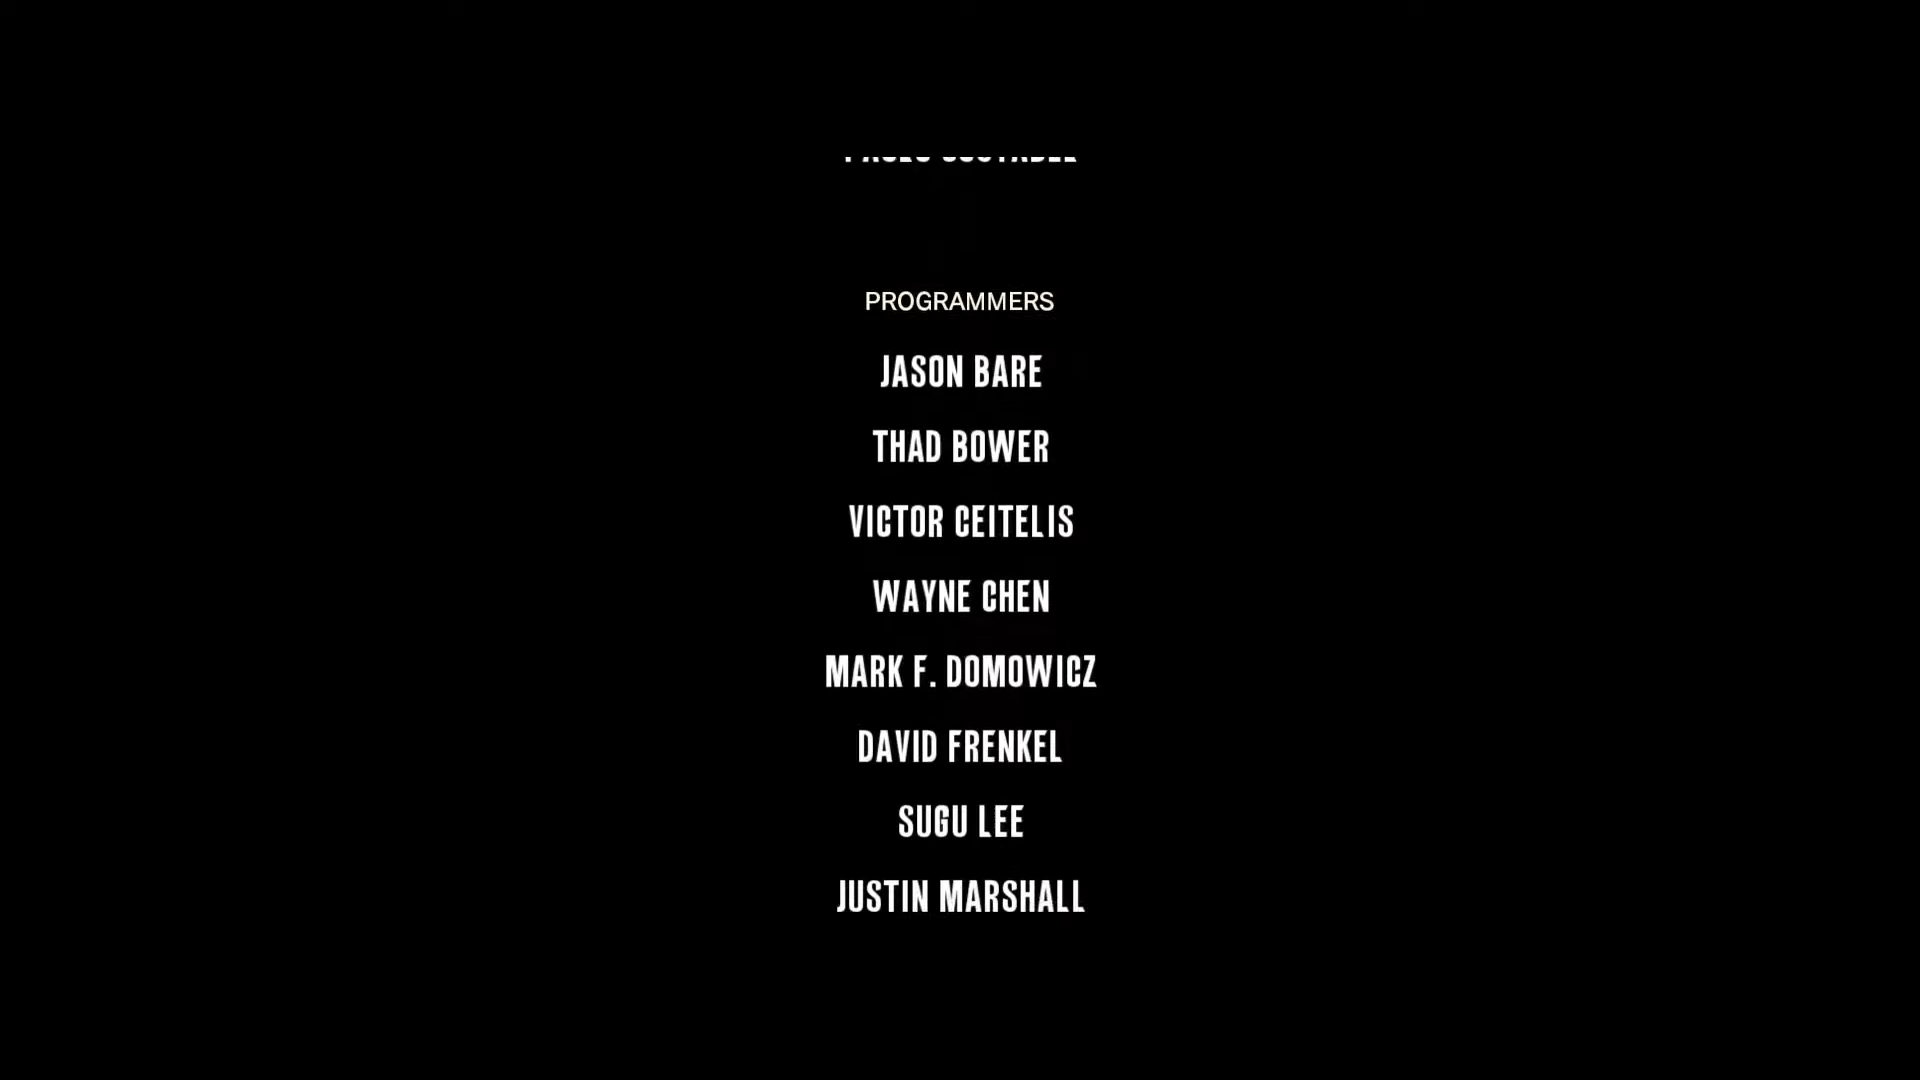 PROGRAMMERS
JASON BARE
THAD BOWER
VICTOR CEITELIS
WAYNE CHEN
MARK F. DOMOWICZ
DAVID FRENKEL
SUGU LEE
JUSTIN MARSHALL